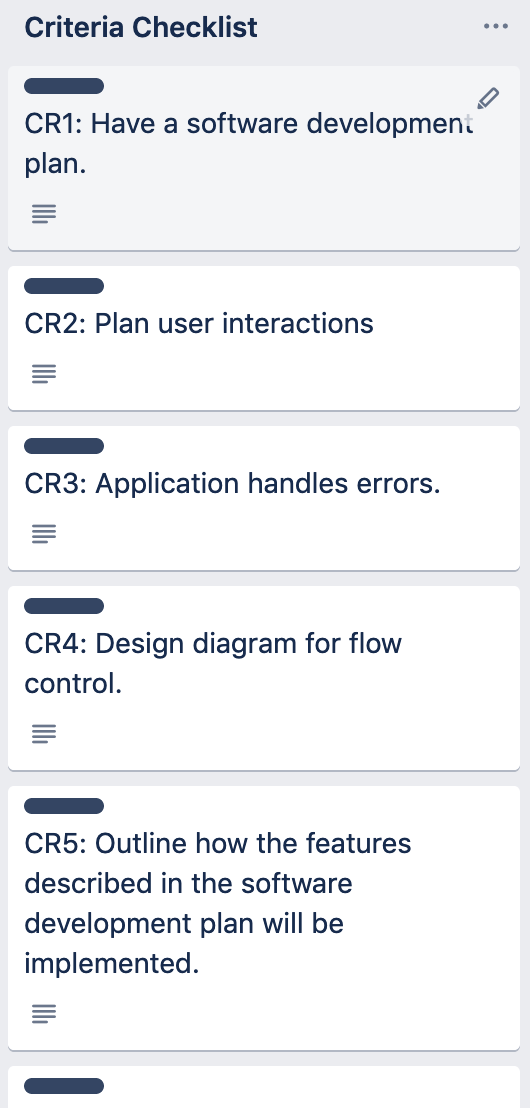 Criteria Checklist
CR1: Have a software development
plan.
CR2: Plan user interactions
CR3: Application handles errors.
CR4: Design diagram for flow
control.
CR5: Outline how the features
described in the software
development plan will be
implemented.